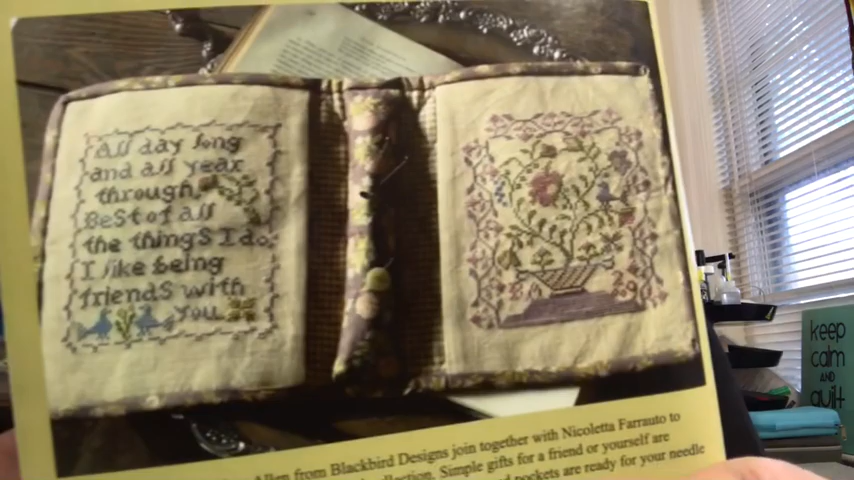 All day long
and all year
through,
Best of all
the things I do,
I like being
friends with
you.
29
Allen from Blackbird Designs join together with Nicoletta Farrauto to
collection. Simple gifts for a friend or yourself are
pockets are ready for your needle
keep
calm
AND
quilt